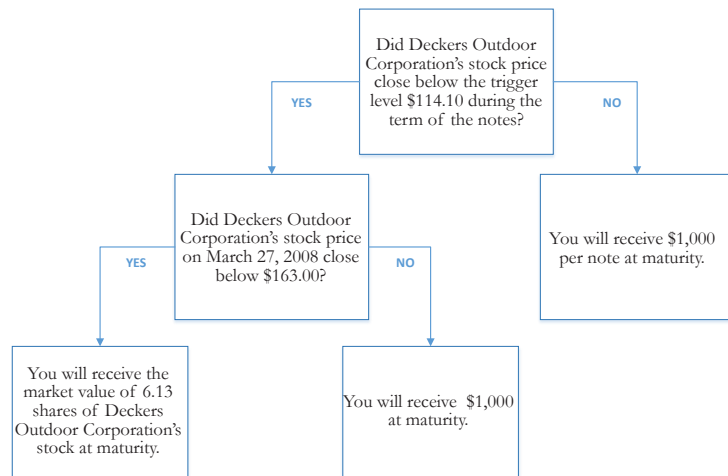 Did Deckers Outdoor
Corporation's stock price
close below the trigger
level $114.10 during the
term of the notes?
YES
NO
Did Deckers Outdoor
Corporation's stock price
on March 27, 2008 close
below $163.00?
You will receive $1,000
per note at maturity.
YES
NO
You will receive the
market value of 6.13
shares of Deckers
Outdoor Corporation's
stock at maturity.
You will receive $1,000
at maturity.